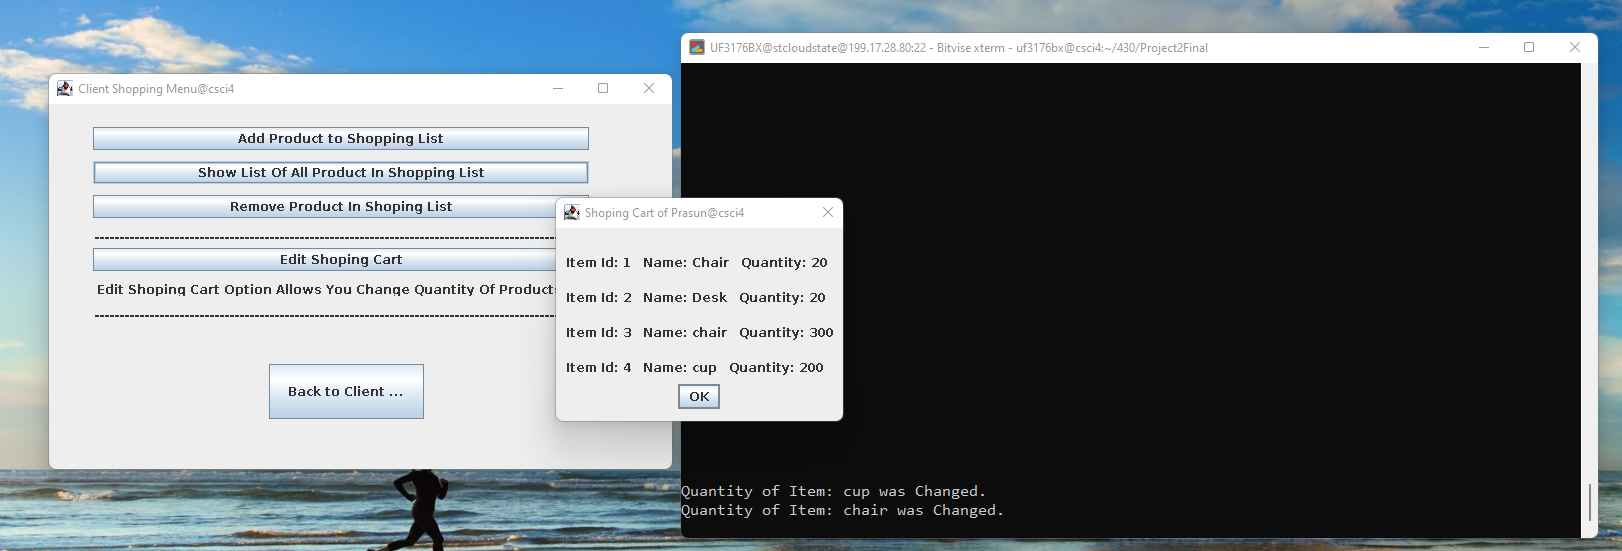 Client Shopping Menu@csci4
Add Product to Shopping List
Show List Of All Product In Shopping List
Remove Product In Shoping List
Edit Shoping Cart
Edit Shoping Cart Option Allows You Change Quantity Of Products
Back to Client ...
Shoping Cart of Prasun@csci4
Item Id: 1 Name: Chair Quantity: 20
Item Id: 2 Name: Desk Quantity: 20
Item Id: 3 Name: chair Quantity: 300
Item Id: 4 Name: cup Quantity: 200
OK
UF3176BX@stcloudstate@199.17.28.80:22 - Bitvise xterm - uf3176bx@csci4:~/430/Project2Final
Quantity of Item: cup was Changed.
Quantity of Item: chair was Changed.